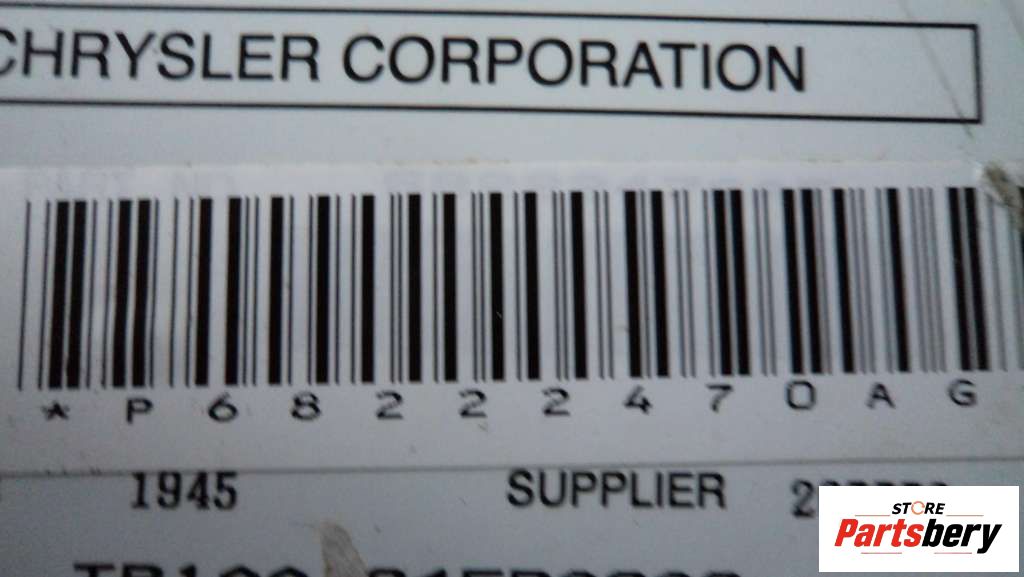 CHRYSLER CORPORATION
*P68222470AG
1945 SUPPLIER
STORE
Partsbery